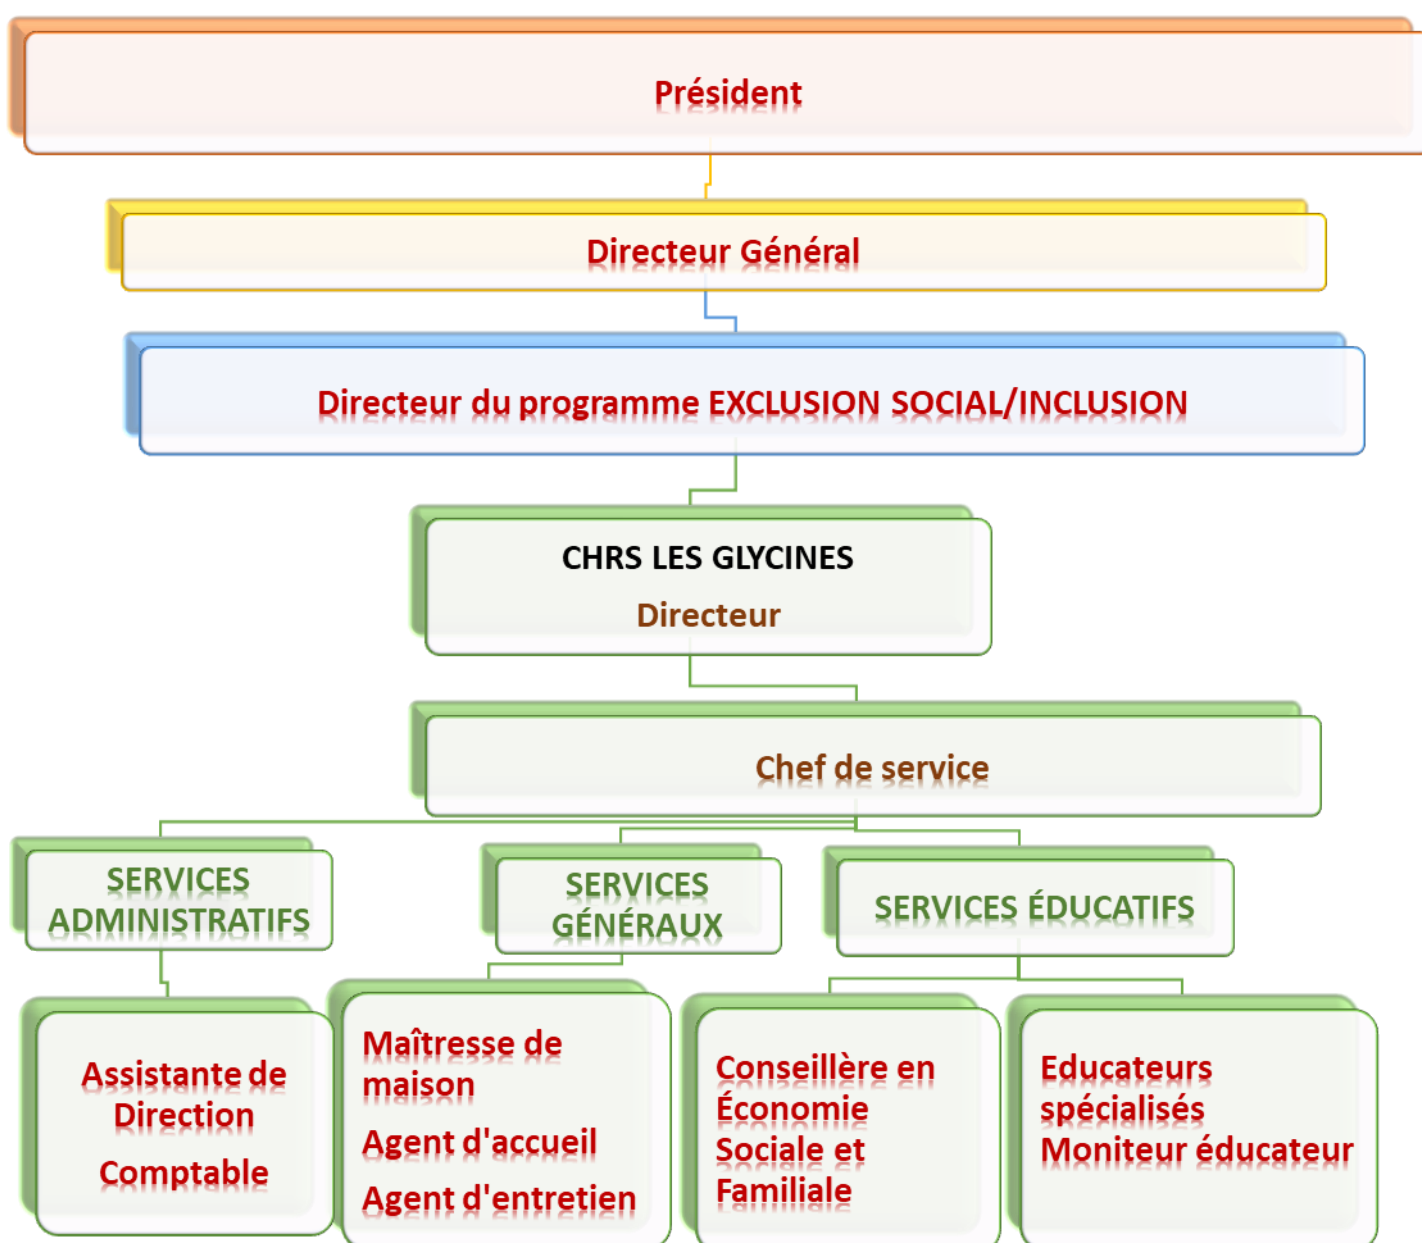 Président
Directeur Général
Directeur du programme EXCLUSION SOCIAL/INCLUSION
CHRS LES GLYCINES
Directeur
Chef de service
SERVICES
ADMINISTRATIFS
SERVICES
GÉNÉRAUX
SERVICES ÉDUCATIFS
Assistante de
Direction
Comptable
Maîtresse de
maison
Agent d'accueil
Agent d'entretien
Conseillère en
Économie
Sociale et
Familiale
Educateurs
spécialisés
Moniteur éducateur